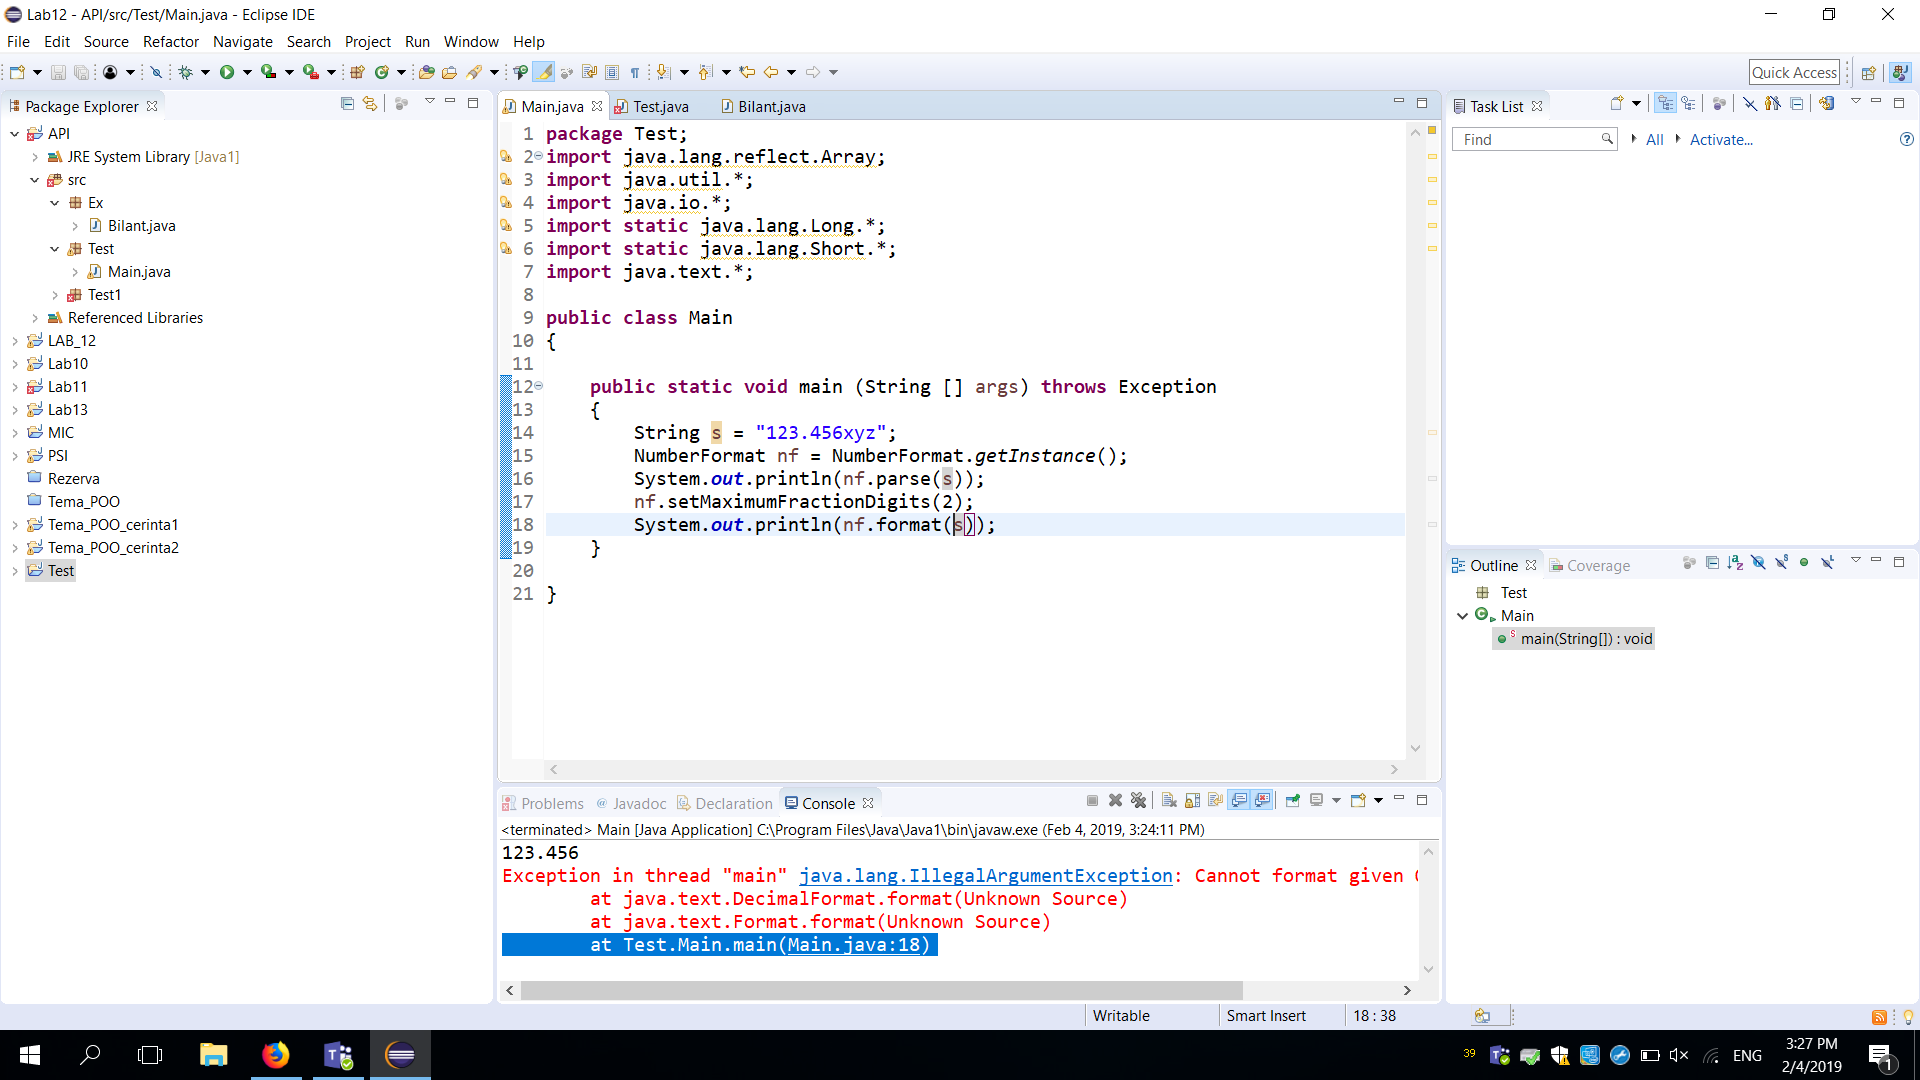 Lab12 - API/src/Test/Main.java - Eclipse IDE
File Edit Source Refactor Navigate Search Project Run Window Help
Quick Access
Package Explorer
API
JRE System Library [Java1]
src
Ex
Bilant.java
Test
Main.java
Test1
Referenced Libraries
LAB_12
Lab10
Lab11
Lab13
MIC
PSI
Rezerva
Tema_POO
Tema_POO_cerinta1
Tema_POO_cerinta2
Test
Main.java Test.java Bilant.java
1 package Test;
2 import java.lang.reflect.Array;
3 import java.util.*;
4 import java.io.*;
5 import static java.lang.Long.*;
6 import static java.lang.Short.*;
7 import java.text.*;
8
9 public class Main
10 {
11
12 public static void main (String [] args) throws Exception
13 {
14 String s = "123.456xyz";
15 NumberFormat nf = NumberFormat.getInstance();
16 System.out.println(nf.parse(s));
17 nf.setMaximumFractionDigits(2);
18 System.out.println(nf.format(s));
19 }
20
21 }
Problems @ Javadoc Declaration Console
<terminated> Main [Java Application] C:\Program Files\Java\Java1\bin\javaw.exe (Feb 4, 2019, 3:24:11 PM)
123.456
Exception in thread "main" java.lang.IllegalArgumentException: Cannot format given
at java.text.DecimalFormat.format(Unknown Source)
at java.text.Format.format(Unknown Source)
at Test.Main.main(Main.java:18)
Task List
Find All Activate...
Outline Coverage
Test
Main
main(String[]) : void
Writable Smart Insert 18 : 38
39 ENG 3:27 PM
2/4/2019
1